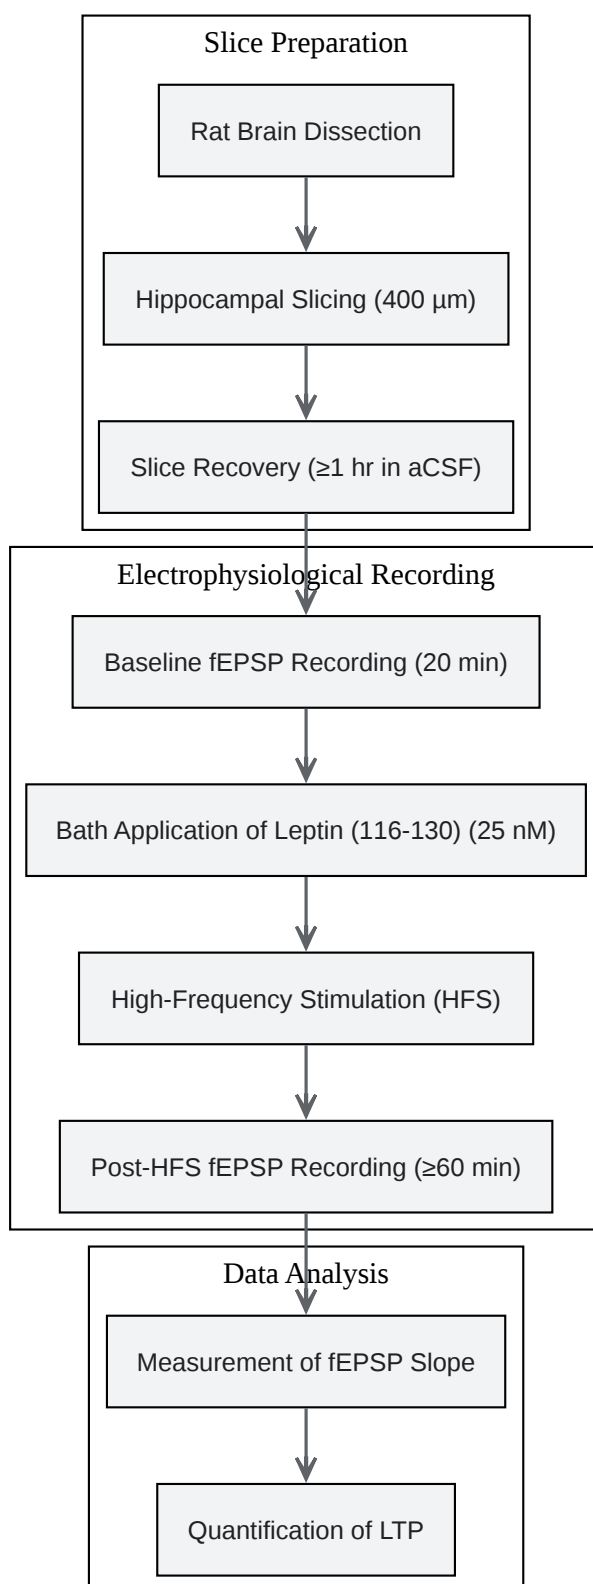 Slice Preparation
Rat Brain Dissection
Hippocampal Slicing (400 µm)
Slice Recovery (≥1 hr in aCSF)
Electrophysiological Recording
Baseline fEPSP Recording (20 min)
Bath Application of Leptin (116-130) (25 nM)
High-Frequency Stimulation (HFS)
Post-HFS fEPSP Recording (≥60 min)
Data Analysis
Measurement of fEPSP Slope
Quantification of LTP